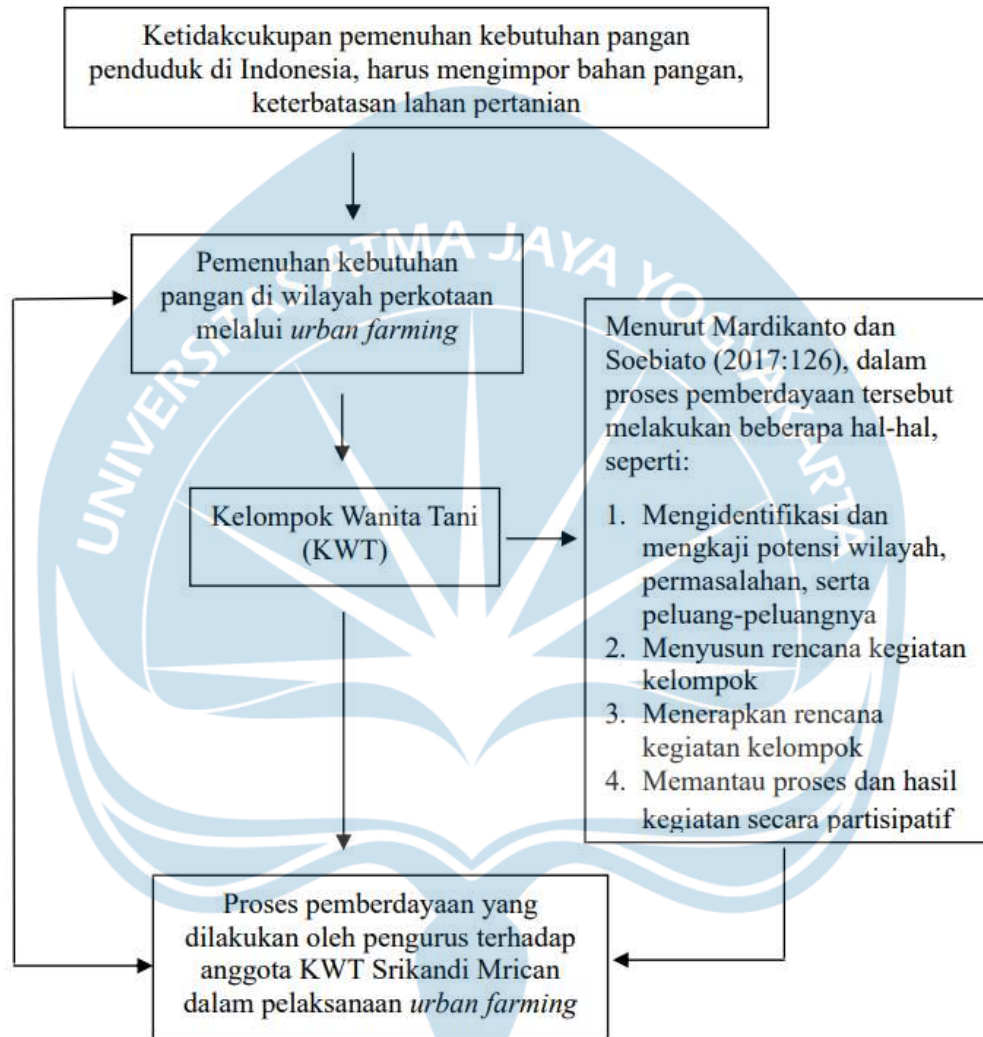 Ketidakcukupan pemenuhan kebutuhan pangan
penduduk di Indonesia, harus mengimpor bahan pangan,
keterbatasan lahan pertanian
UNIVERSITAS ATMA JAYA YOGYAKARTA
Pemenuhan kebutuhan
pangan di wilayah perkotaan
melalui urban farming
Menurut Mardikanto dan
Soebiato (2017:126), dalam
proses pemberdayaan tersebut
melakukan beberapa hal-hal,
seperti:
1. Mengidentifikasi dan
mengkaji potensi wilayah,
permasalahan, serta
peluang-peluangnya
2. Menyusun rencana kegiatan
kelompok
3. Menerapkan rencana
kegiatan kelompok
4. Memantau proses dan hasil
kegiatan secara partisipatif
Kelompok Wanita Tani
(KWT)
Proses pemberdayaan yang
dilakukan oleh pengurus terhadap
anggota KWT Srikandi Mrican
dalam pelaksanaan urban farming